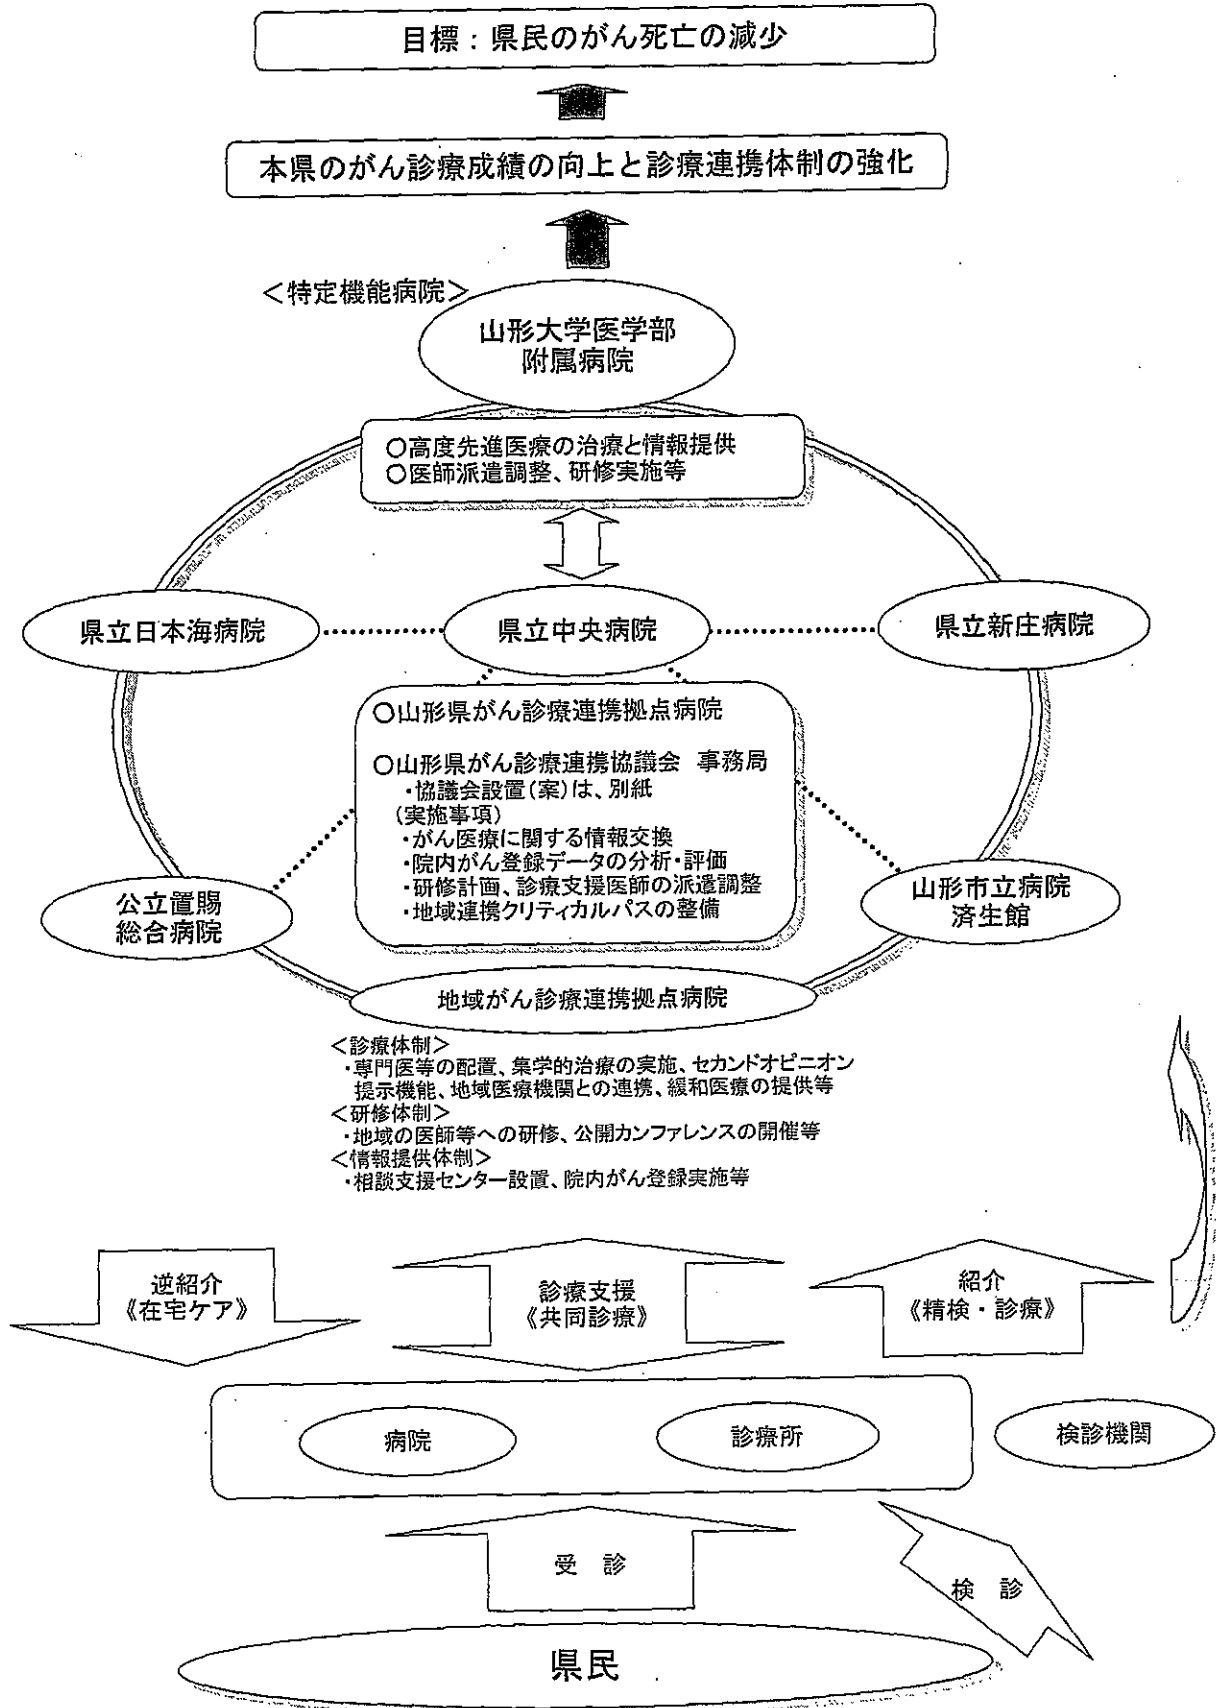 目標：県民のがん死亡の減少
本県のがん診療成績の向上と診療連携体制の強化
＜特定機能病院＞
山形大学医学部
附属病院
○高度先進医療の治療と情報提供
○医師派遣調整、研修実施等
県立日本海病院
県立中央病院
県立新庄病院
○山形県がん診療連携拠点病院
○山形県がん診療連携協議会　事務局
・協議会設置(案)は、別紙
(実施事項)
・がん医療に関する情報交換
・院内がん登録データの分析・評価
・研修計画、診療支援医師の派遣調整
・地域連携クリティカルパスの整備
公立置賜
総合病院
山形市立病院
済生館
地域がん診療連携拠点病院
＜診療体制＞
・専門医等の配置、集学的治療の実施、セカンドオピニオン
提示機能、地域医療機関との連携、緩和医療の提供等
＜研修体制＞
・地域の医師等への研修、公開カンファレンスの開催等
＜情報提供体制＞
・相談支援センター設置、院内がん登録実施等
逆紹介
《在宅ケア》
診療支援
《共同診療》
紹介
《精検・診療》
病院
診療所
検診機関
受　診
検　診
県民